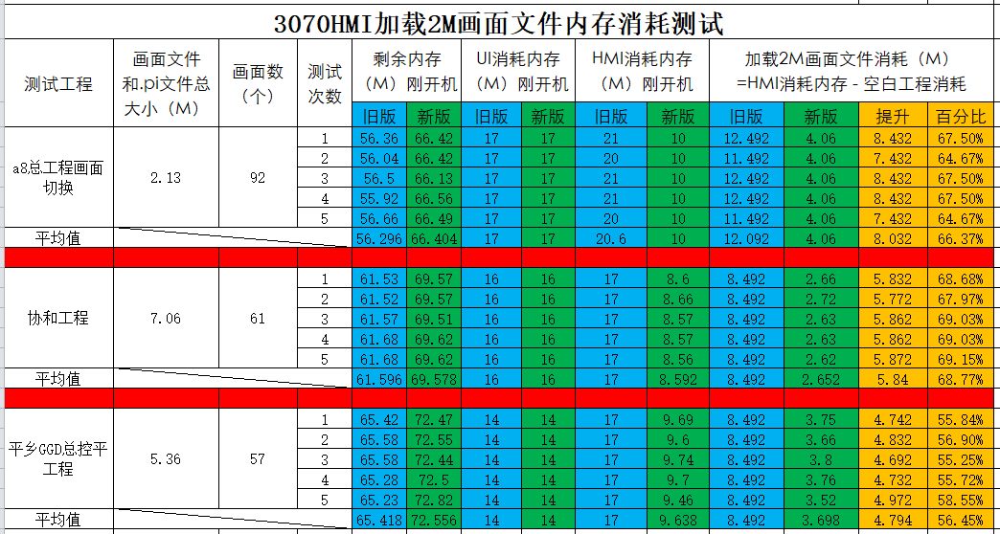 3070HMI加载2M画面文件内存消耗测试
测试工程 画面文件和.pi文件总大小（M） 画面数（个） 测试次数 剩余内存（M）刚开机 UI消耗内存（M）刚开机 HMI消耗内存（M）刚开机 加载2M画面文件消耗（M）=HMI消耗内存－空白工程消耗
旧版 新版 旧版 新版 旧版 新版 旧版 新版 提升 百分比
a8总工程画面切换 2.13 92
1 56.36 66.42 17 17 21 10 12.492 4.06 8.432 67.50%
2 56.04 66.42 17 17 20 10 11.492 4.06 7.432 64.67%
3 56.5 66.13 17 17 21 10 12.492 4.06 8.432 67.50%
4 55.92 66.56 17 17 21 10 12.492 4.06 8.432 67.50%
5 56.66 66.49 17 17 20 10 11.492 4.06 7.432 64.67%
平均值 56.296 66.404 17 17 20.6 10 12.092 4.06 8.032 66.37%
协和工程 7.06 61
1 61.53 69.57 16 16 17 8.6 8.492 2.66 5.832 68.68%
2 61.52 69.57 16 16 17 8.66 8.492 2.72 5.772 67.97%
3 61.57 69.51 16 16 17 8.57 8.492 2.63 5.862 69.03%
4 61.68 69.62 16 16 17 8.57 8.492 2.63 5.862 69.03%
5 61.68 69.62 16 16 17 8.56 8.492 2.62 5.872 69.15%
平均值 61.596 69.578 16 16 17 8.592 8.492 2.652 5.84 68.77%
平乡GGD总控平工程 5.36 57
1 65.42 72.47 14 14 17 9.69 8.492 3.75 4.742 55.84%
2 65.58 72.55 14 14 17 9.6 8.492 3.66 4.832 56.90%
3 65.58 72.44 14 14 17 9.74 8.492 3.8 4.692 55.25%
4 65.28 72.5 14 14 17 9.7 8.492 3.76 4.732 55.72%
5 65.23 72.82 14 14 17 9.46 8.492 3.52 4.972 58.55%
平均值 65.418 72.556 14 14 17 9.638 8.492 3.698 4.794 56.45%